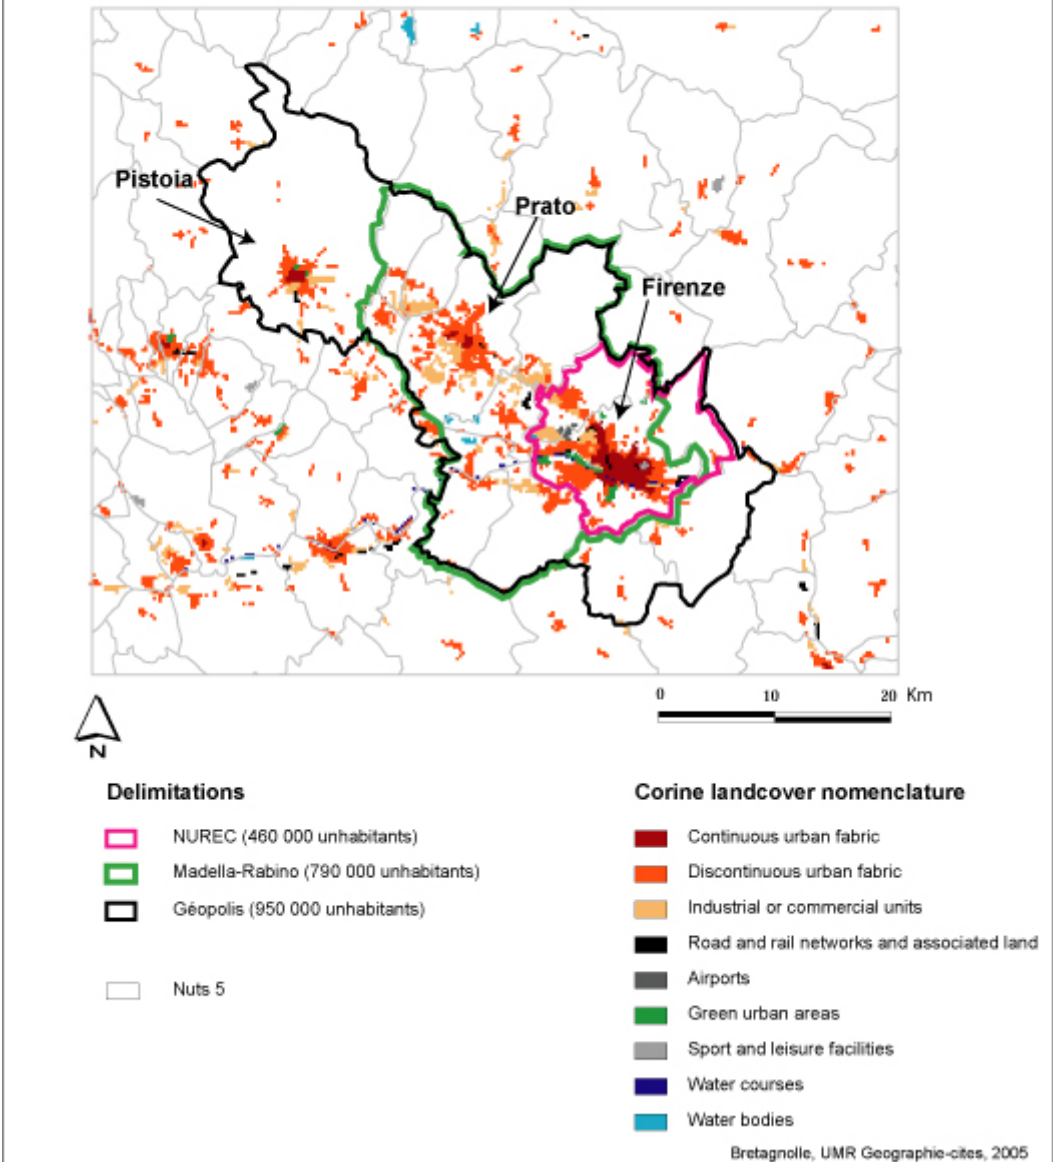 Pistoia
Prato
Firenze
0 10 20 Km
N
Delimitations
NUREC (460 000 unhabitants)
Madella-Rabino (790 000 unhabitants)
Géopolis (950 000 unhabitants)
Nuts 5
Corine landcover nomenclature
Continuous urban fabric
Discontinuous urban fabric
Industrial or commercial units
Road and rail networks and associated land
Airports
Green urban areas
Sport and leisure facilities
Water courses
Water bodies
Bretagnolle, UMR Geographie-cites, 2005